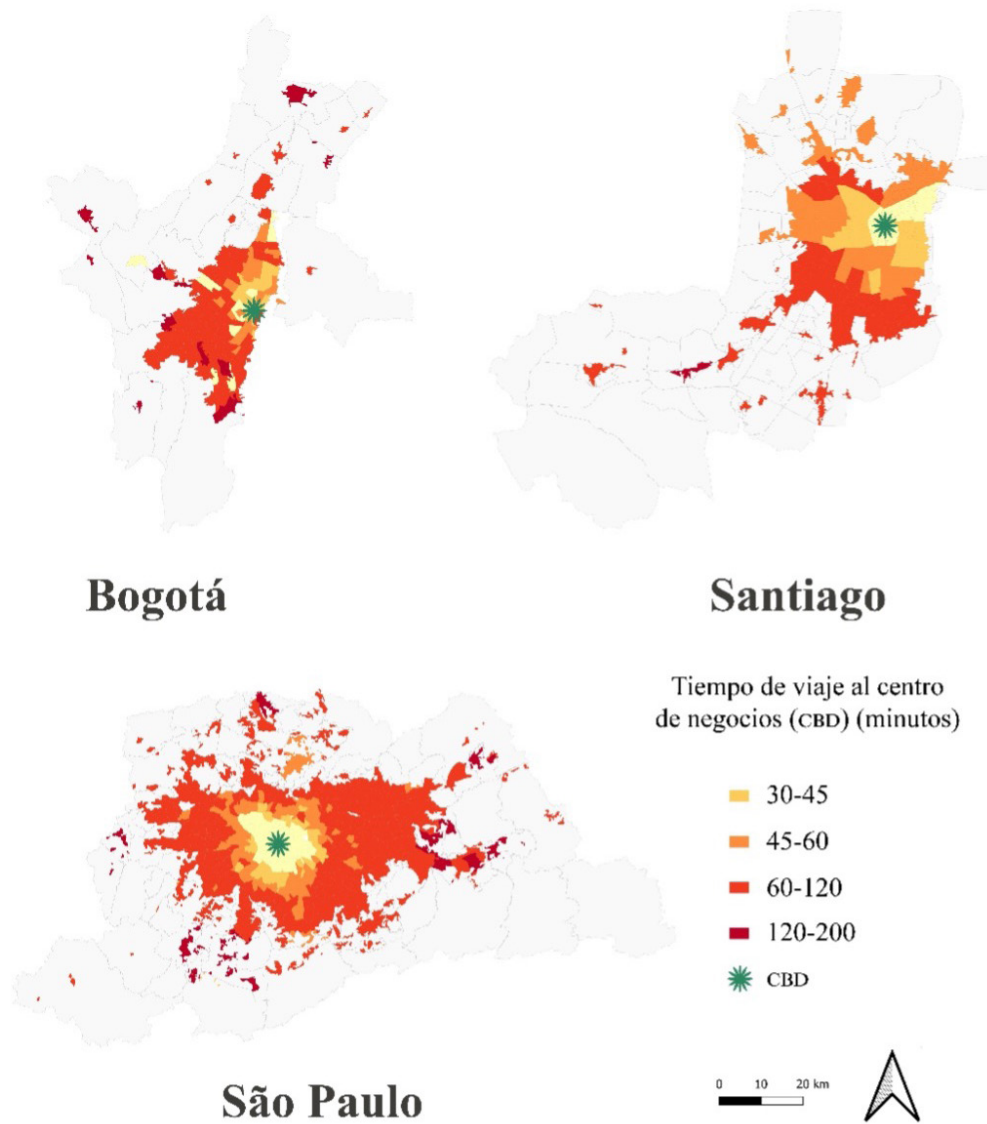 Bogotá
Santiago
São Paulo
Tiempo de viaje al centro
de negocios (CBD) (minutos)
30-45
45-60
60-120
120-200
CBD
0 10 20 km